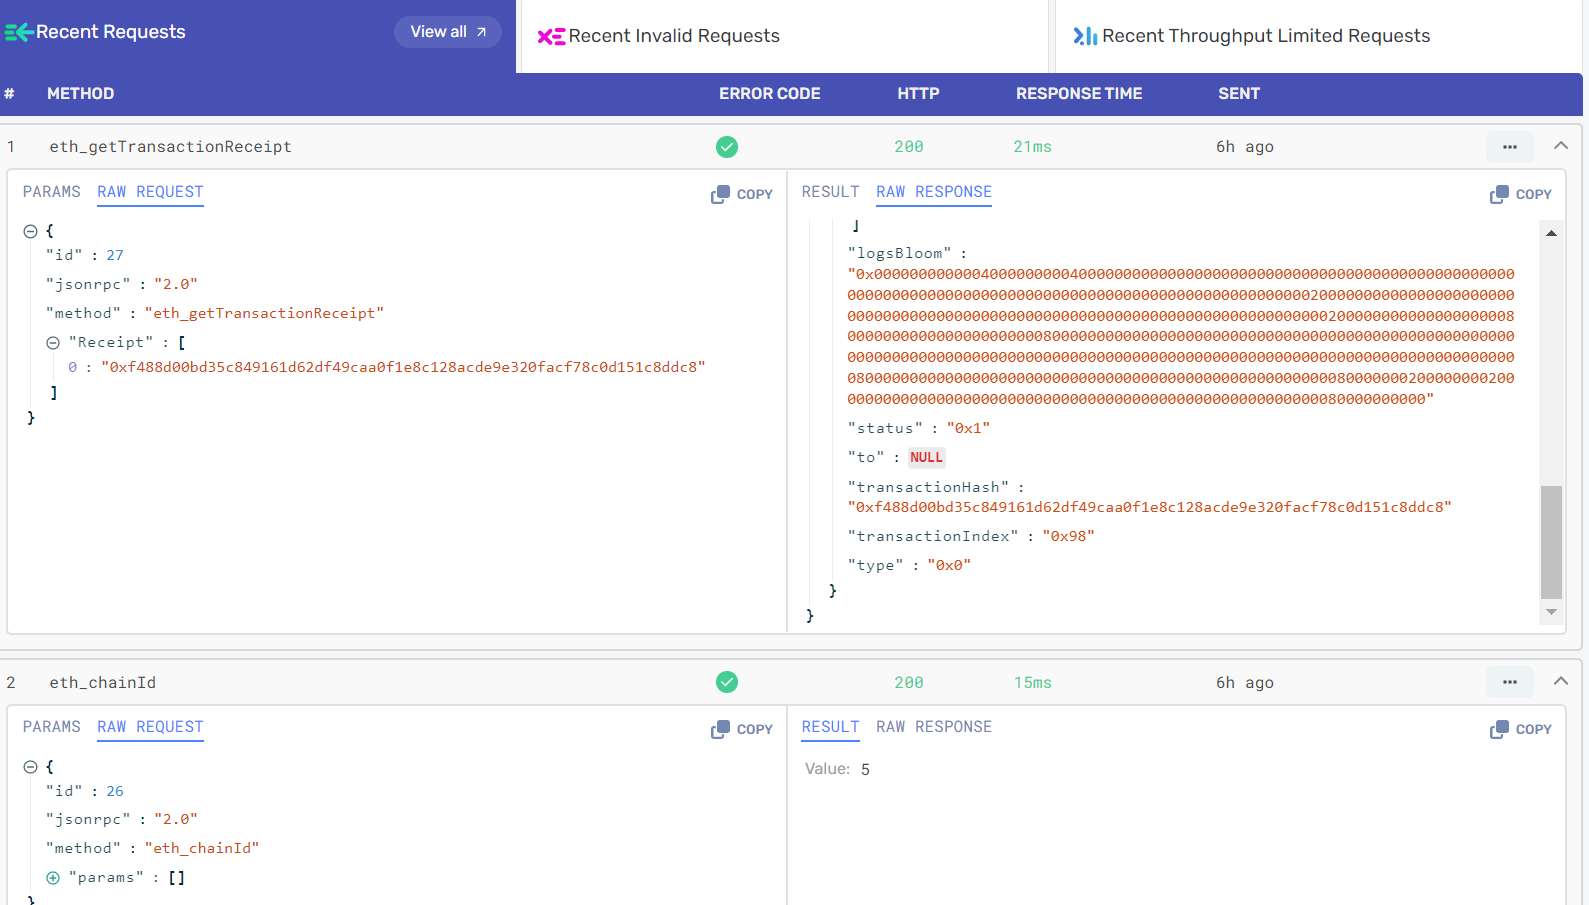 Recent Requests
View all
Recent Invalid Requests
Recent Throughput Limited Requests
# METHOD ERROR CODE HTTP RESPONSE TIME SENT
1 eth_getTransactionReceipt 200 21ms 6h ago ...
PARAMS RAW REQUEST COPY
{
"id" : 27
"jsonrpc" : "2.0"
"method" : "eth_getTransactionReceipt"
"Receipt" : [
0 : "0xf488d00bd35c849161d62df49caa0f1e8c128acde9e320facf78c0d151c8ddc8"
]
}
RESULT RAW RESPONSE COPY
]
"logsBloom" :
"status" : "0x1"
"to" : NULL
"transactionHash" :
"0xf488d00bd35c849161d62df49caa0f1e8c128acde9e320facf78c0d151c8ddc8"
"transactionIndex" : "0x98"
"type" : "0x0"
}
}
2 eth_chainId 200 15ms 6h ago ...
PARAMS RAW REQUEST COPY
{
"id" : 26
"jsonrpc" : "2.0"
"method" : "eth_chainId"
"params" : []
}
RESULT RAW RESPONSE COPY
Value: 5